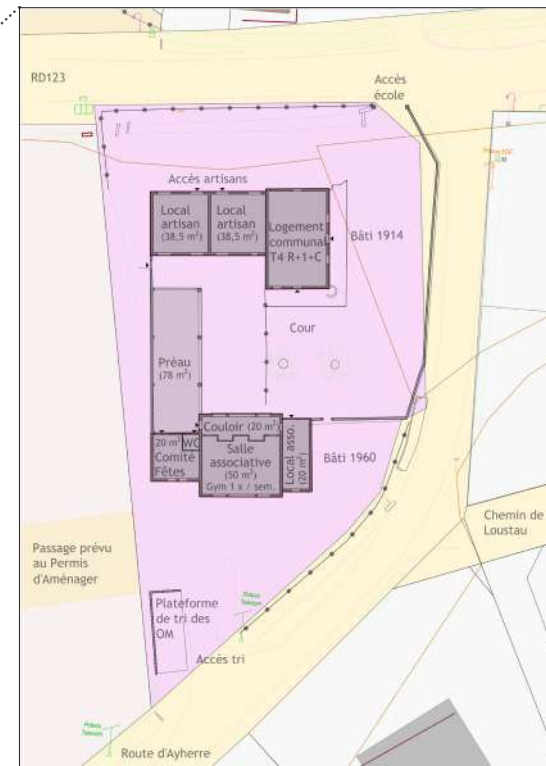 RD123
Accès
école
Accès artisans
Local
artisan
(38,5 m²)
Local
artisan
(38,5 m²)
Logement
communal
T4 R+1+C
Bâti 1914
Cour
Préau
(78 m²)
Couloir (20 m²)
20 m²
WC
Comité
Fêtes
Salle
associative
(50 m²)
Gym 1 x / sem.
Local asso.
(20 m²)
Bâti 1960
Chemin de
Loustau
Passage prévu
au Permis
d'Aménager
Plateforme
de tri des
OM
Accès tri
Route d'Ayherre